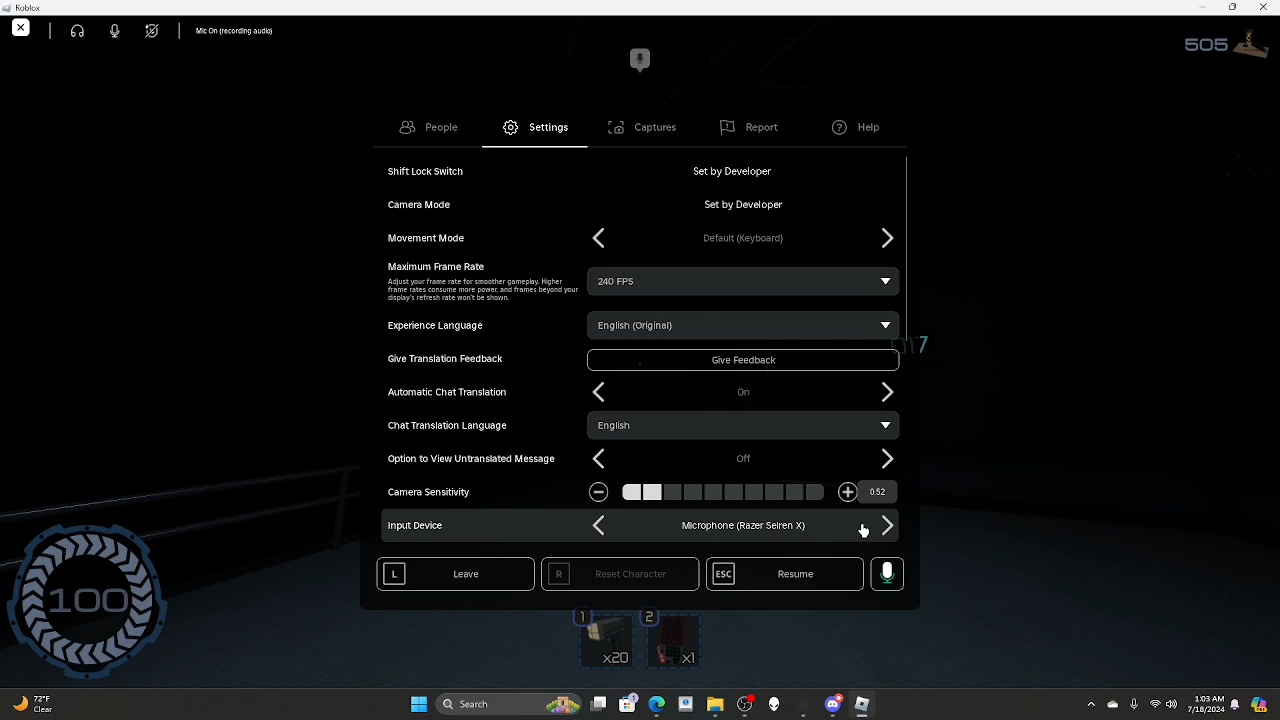 Roblox
Mic On (recording audio)
505
People
Settings
Captures
Report
Help
Shift Lock Switch
Set by Developer
Camera Mode
Set by Developer
Movement Mode
Default (Keyboard)
Maximum Frame Rate
Adjust your frame rate for smoother gameplay. Higher
frame rates consume more power, and frames beyond your
display's refresh rate won't be shown.
240 FPS
Experience Language
English (Original)
Give Translation Feedback
Give Feedback
Automatic Chat Translation
On
Chat Translation Language
English
Option to View Untranslated Message
Off
Camera Sensitivity
0.52
Input Device
Microphone (Razer Seiren X)
L
Leave
R
Reset Character
ESC
Resume
100
1
x20
2
x1
72°F
Clear
Search
1:03 AM
7/18/2024